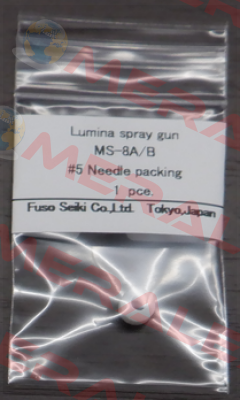 Lumina spray gun
MS-8A/B
#5 Needle packing
1 pce.
Fuso Seiki Co.,Ltd. Tokyo,Japan